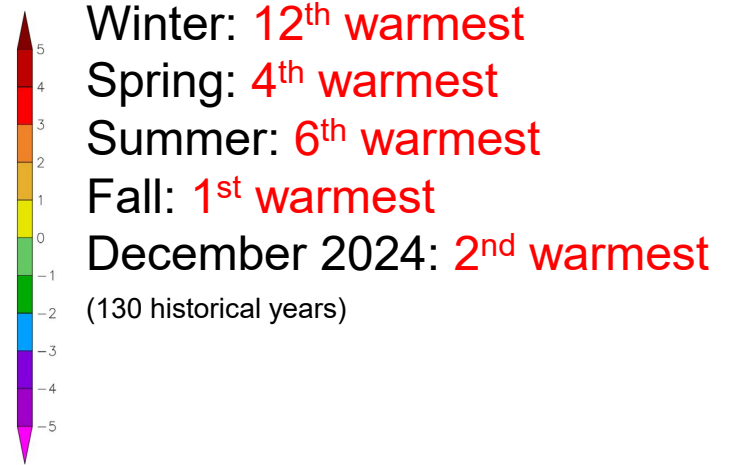 Winter: 12th warmest
Spring: 4th warmest
Summer: 6th warmest
Fall: 1st warmest
December 2024: 2nd warmest
(130 historical years)
5
4
3
2
1
0
−1
−2
−3
−4
−5